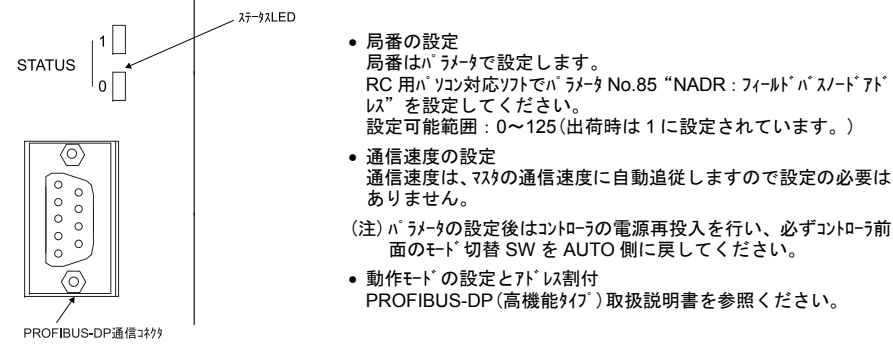 ｽﾃｰﾀｽLED
1
STATUS
0
PROFIBUS-DP通信ｺﾈｸﾀ
• 局番の設定
局番はﾊﾟﾗﾒｰﾀで設定します。
RC 用ﾊﾟｿｺﾝ対応ｿﾌﾄでﾊﾟﾗﾒｰﾀ No.85 “NADR：ﾌｨｰﾙﾄﾞﾊﾞｽﾉｰﾄﾞｱﾄﾞ
ﾚｽ” を設定してください。
設定可能範囲：0～125(出荷時は 1 に設定されています。)
• 通信速度の設定
通信速度は、ﾏｽﾀの通信速度に自動追従しますので設定の必要は
ありません。
(注) ﾊﾟﾗﾒｰﾀの設定後はｺﾝﾄﾛｰﾗの電源再投入を行い、必ずｺﾝﾄﾛｰﾗ前
面のﾓｰﾄﾞ切替 SW を AUTO 側に戻してください。
• 動作ﾓｰﾄﾞの設定とｱﾄﾞﾚｽ割付
PROFIBUS-DP(高機能ﾀｲﾌﾟ)取扱説明書を参照ください。